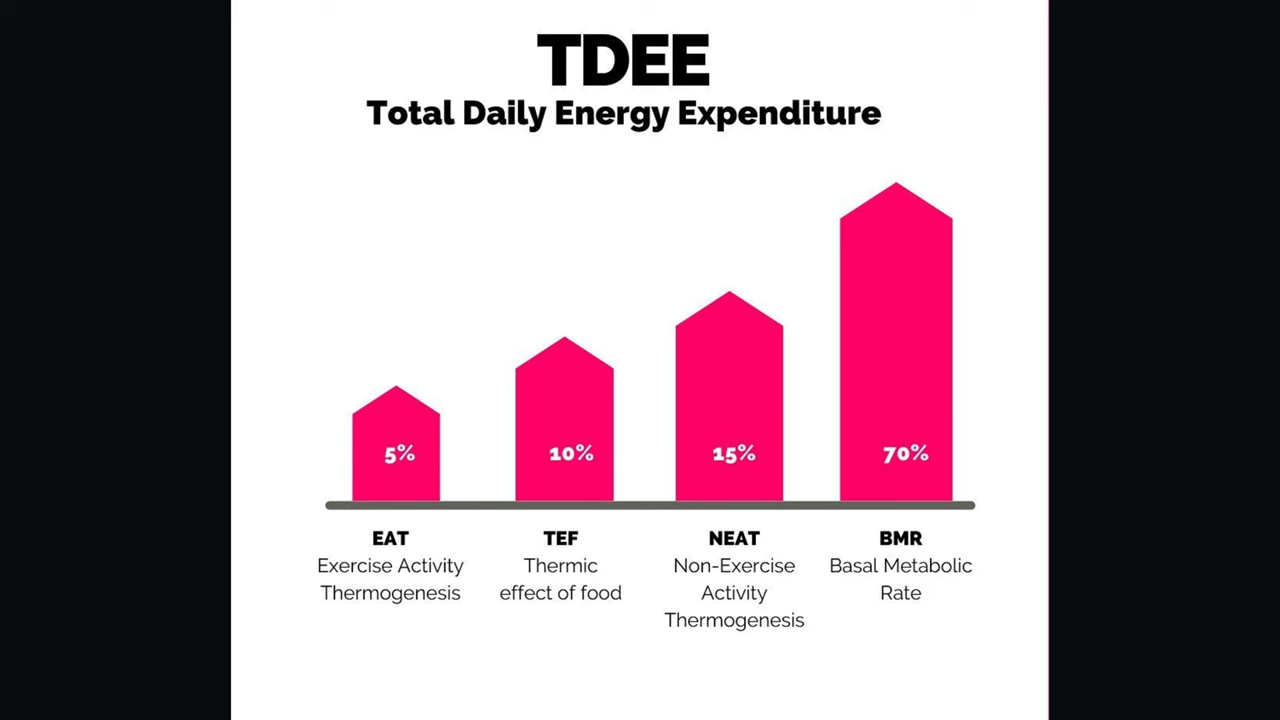 TDEE
Total Daily Energy Expenditure
5%
10%
15%
70%
EAT
Exercise Activity
Thermogenesis
TEF
Thermic
effect of food
NEAT
Non-Exercise
Activity
Thermogenesis
BMR
Basal Metabolic
Rate